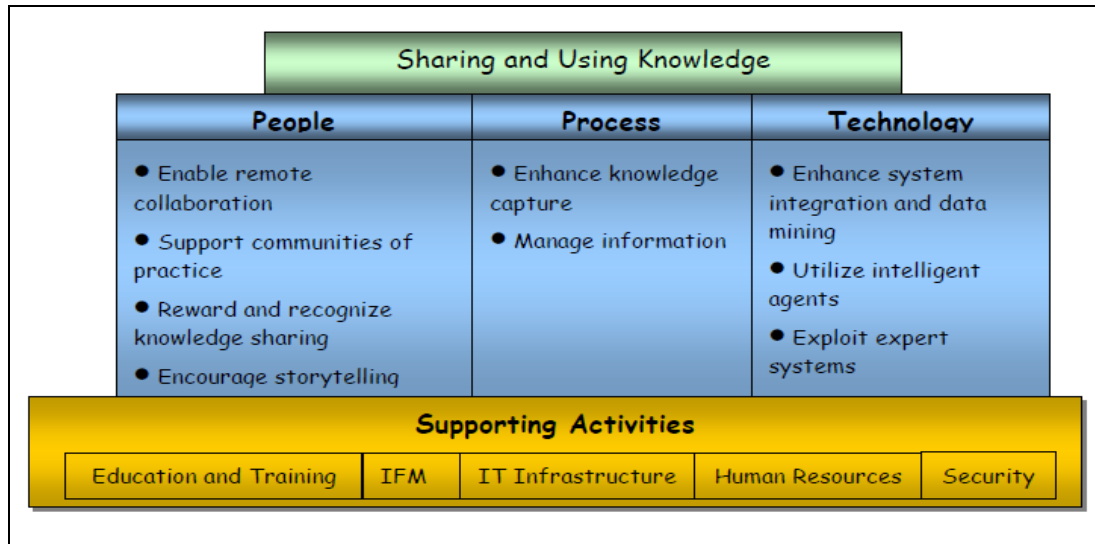 Sharing and Using Knowledge
People
● Enable remote
collaboration
● Support communities of
practice
● Reward and recognize
knowledge sharing
● Encourage storytelling
Process
● Enhance knowledge
capture
● Manage information
Technology
● Enhance system
integration and data
mining
● Utilize intelligent
agents
● Exploit expert
systems
Supporting Activities
Education and Training
IFM
IT Infrastructure
Human Resources
Security